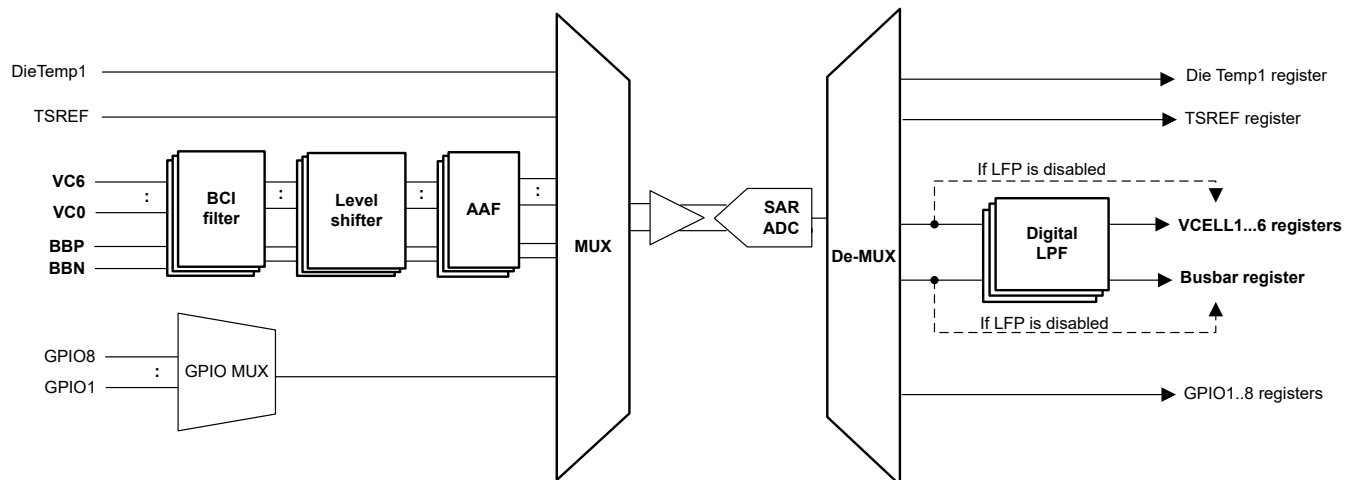 DieTemp1
TSREF
VC6
:
VC0
BBP
BBN
BCI
filter
:
Level
shifter
:
AAF
:
GPIO8
:
GPIO1
GPIO MUX
MUX
SAR
ADC
De-MUX
Die Temp1 register
TSREF register
If LFP is disabled
Digital
LPF
VCELL1...6 registers
Busbar register
If LFP is disabled
GPIO1..8 registers